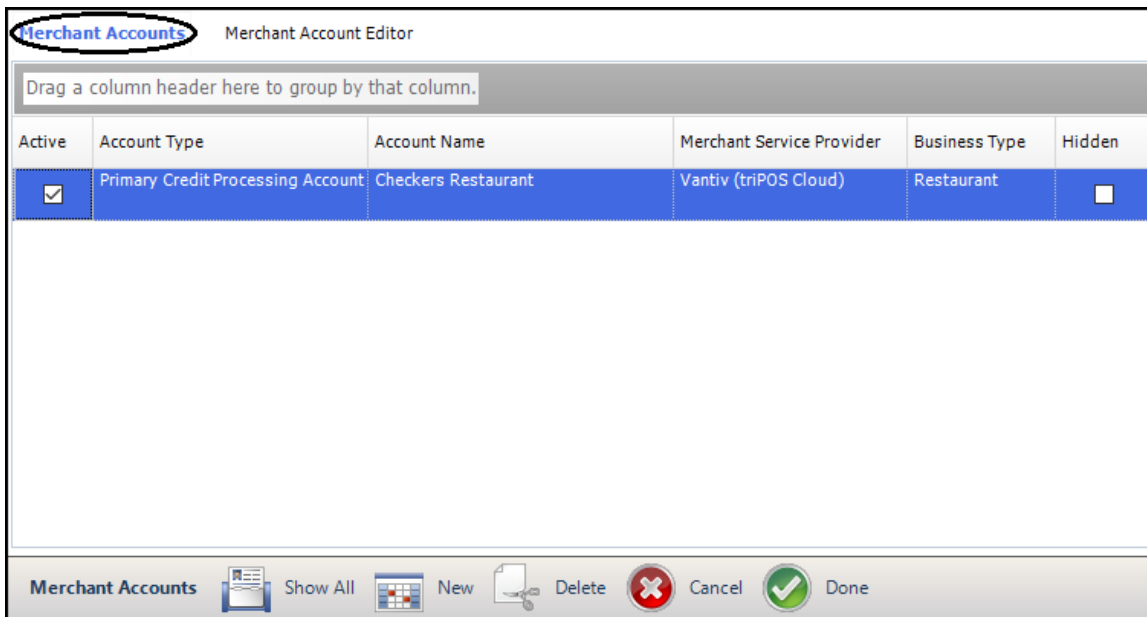 Merchant Accounts Merchant Account Editor
Drag a column header here to group by that column.
Active Account Type Account Name Merchant Service Provider Business Type Hidden
Primary Credit Processing Account Checkers Restaurant Vantiv (triPOS Cloud) Restaurant
Merchant Accounts Show All New Delete Cancel Done